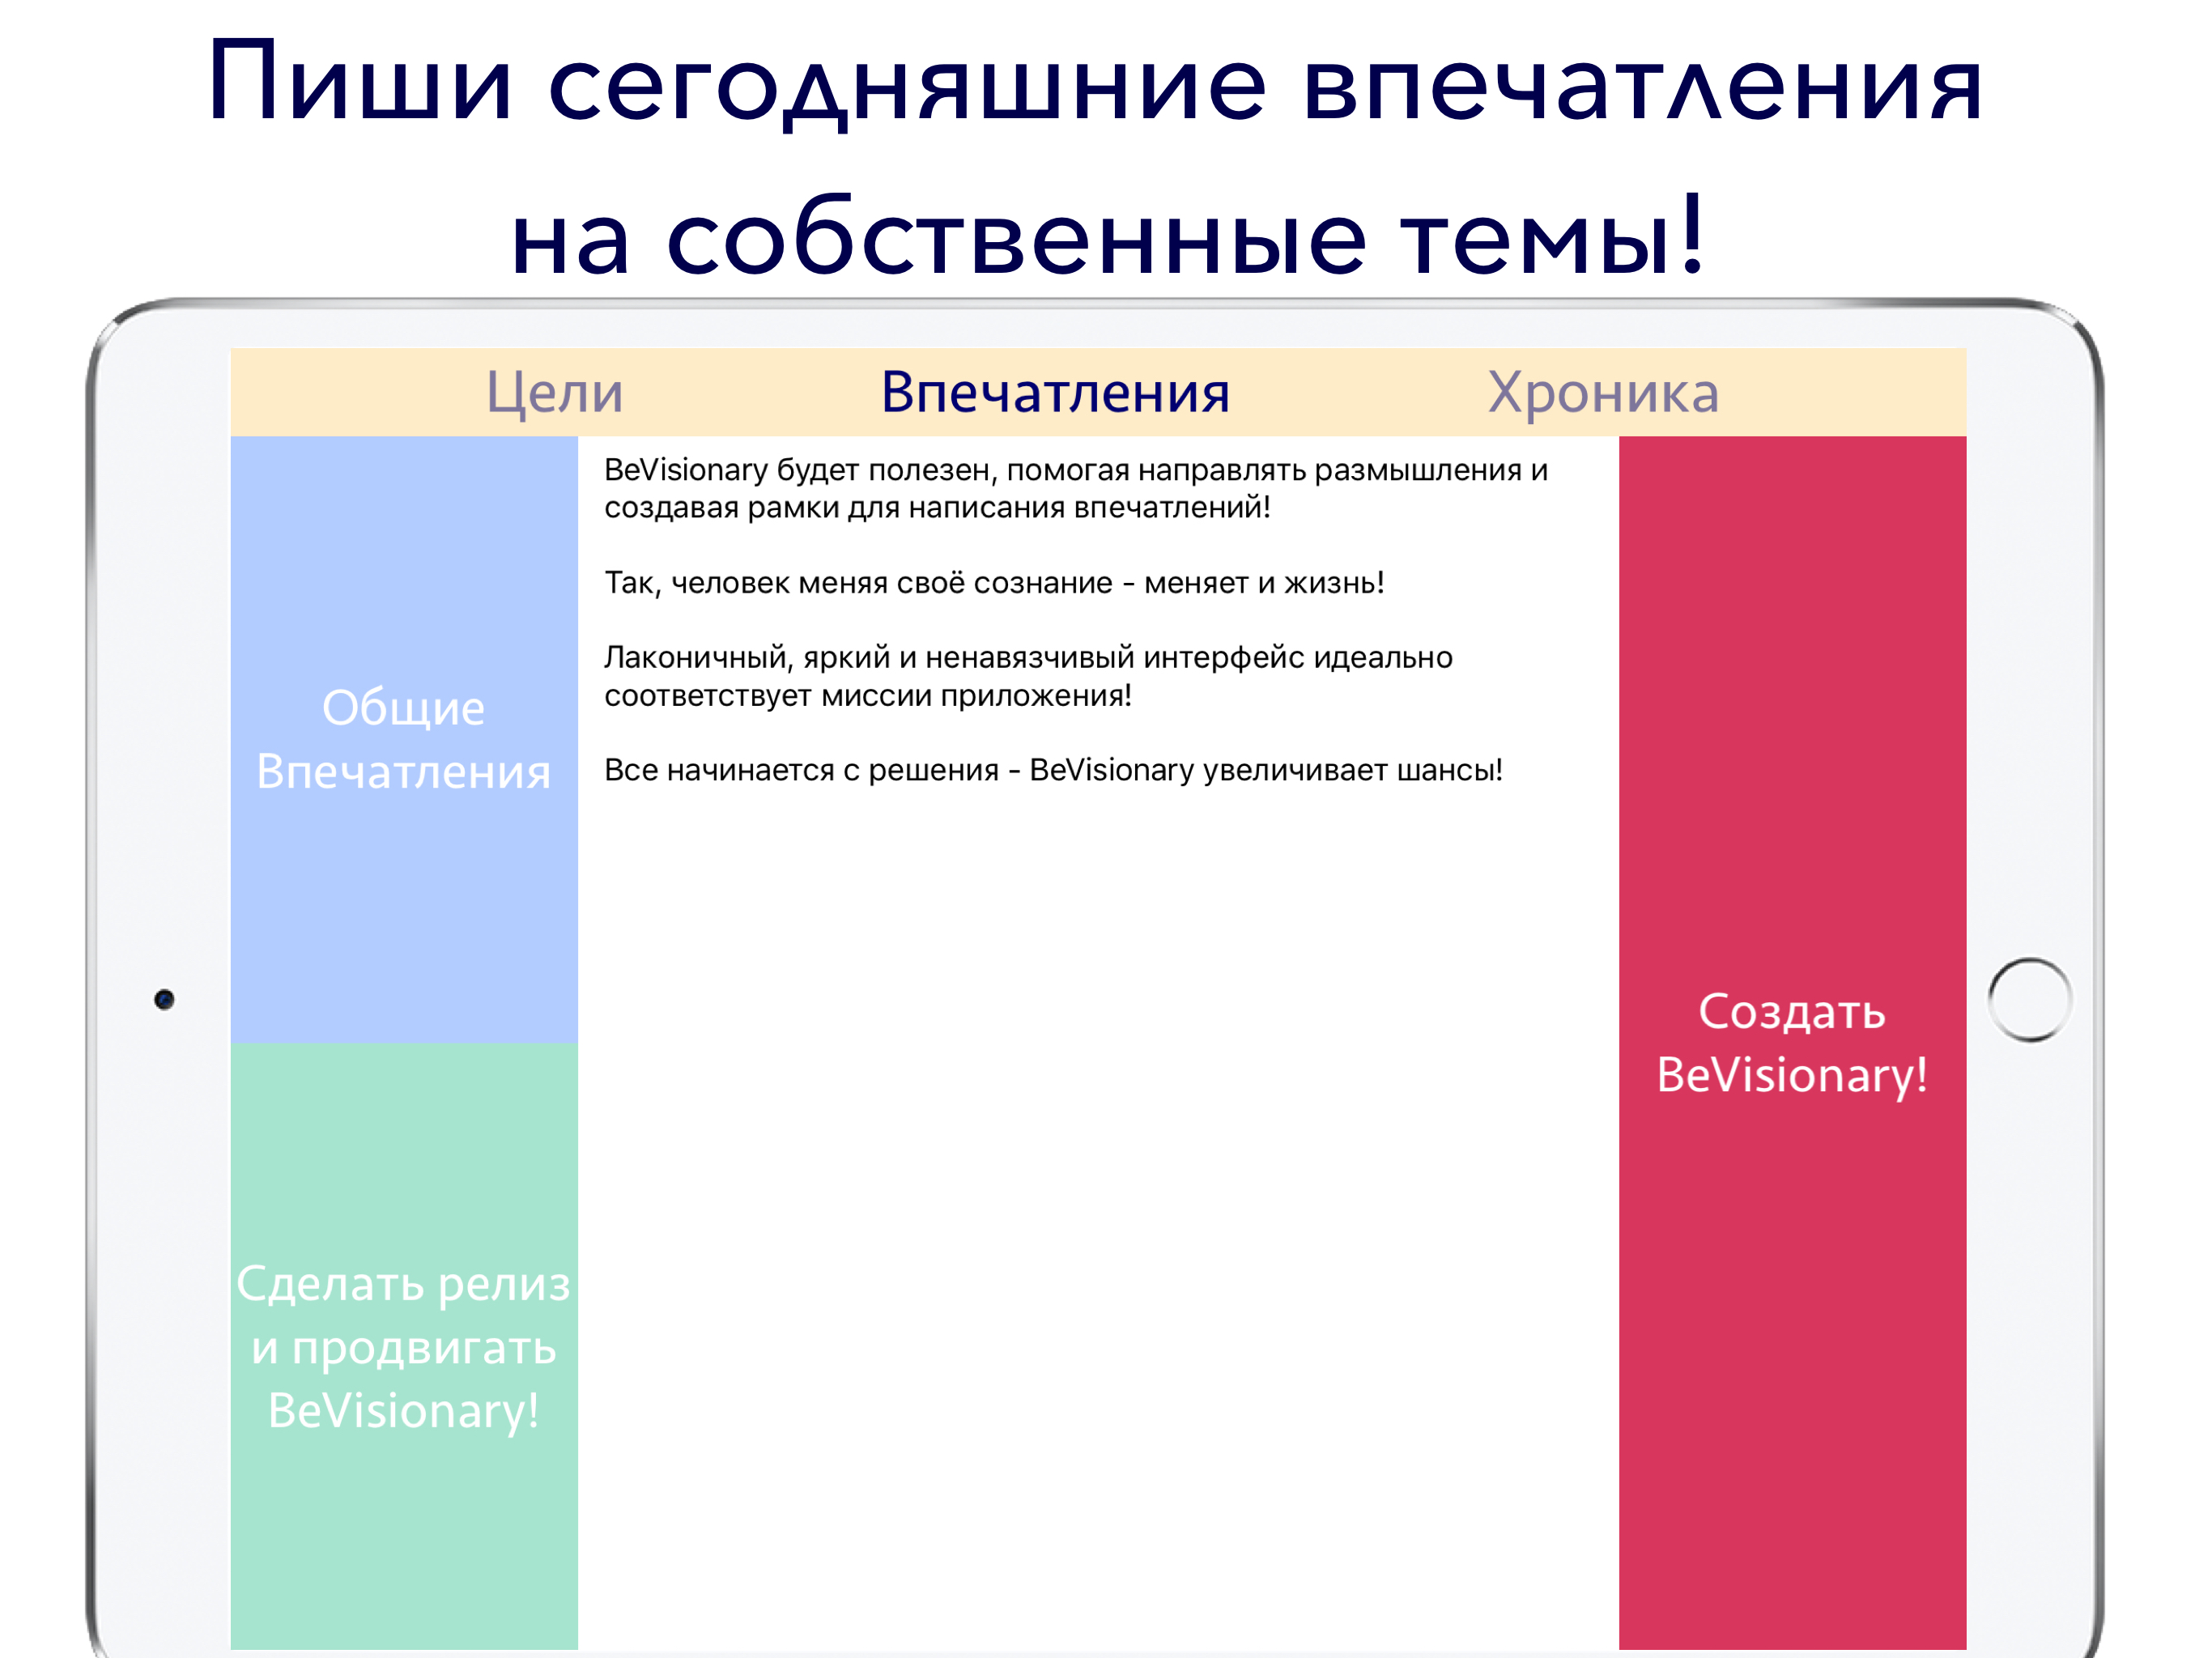 Пиши сегодняшние впечатления
на собственные темы!
Цели
Впечатления
Хроника
Общие
Впечатления
Сделать релиз
и продвигать
BeVisionary!
BeVisionary будет полезен, помогая направлять размышления и
создавая рамки для написания впечатлений!
Так, человек меняя своё сознание - меняет и жизнь!
Лаконичный, яркий и ненавязчивый интерфейс идеально
соответствует миссии приложения!
Все начинается с решения - BeVisionary увеличивает шансы!
Создать
BeVisionary!